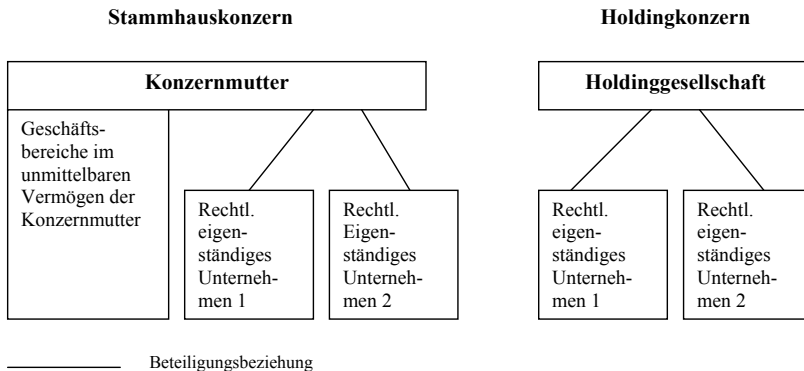 Stammhauskonzern
Holdingkonzern
Konzernmutter
Holdinggesellschaft
Geschäfts-
bereiche im
unmittelbaren
Vermögen der
Konzernmutter
Rechtl.
eigen-
ständiges
Unterneh-
men 1
Rechtl.
Eigen-
ständiges
Unterneh-
men 2
Rechtl.
eigen-
ständiges
Unterneh-
men 1
Rechtl.
eigen-
ständiges
Unterneh-
men 2
Beteiligungsbeziehung